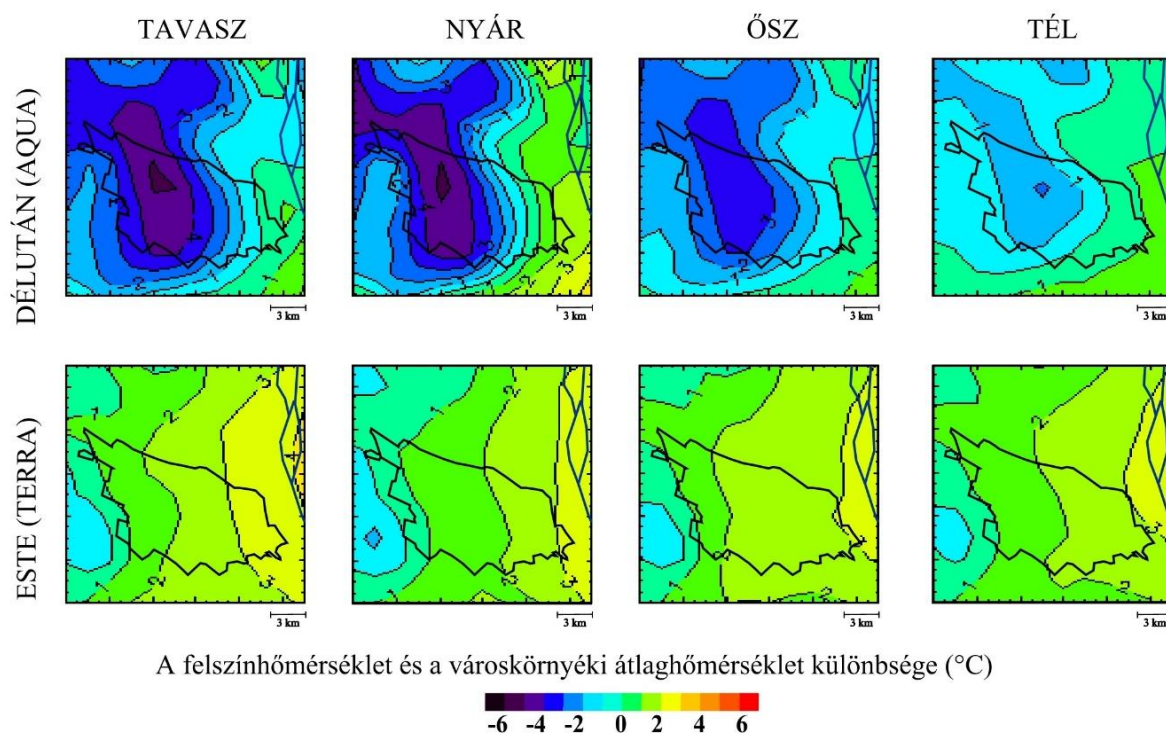 TAVASZ NYÁR ŐSZ TÉL
DÉLUTÁN (AQUA)
3 km 3 km 3 km 3 km
ESTE (TERRA)
3 km 3 km 3 km 3 km
A felszínhőmérséklet és a városkörnyéki átlaghőmérséklet különbsége (°C)
-6 -4 -2 0 2 4 6